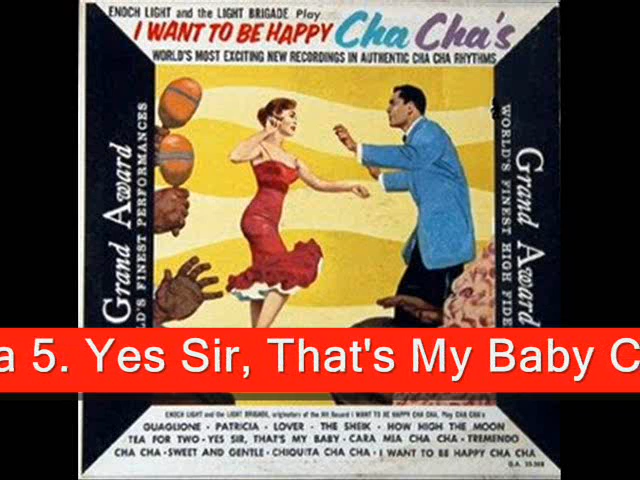 ENOCH LIGHT and the LIGHT BRIGADE Play
I WANT TO BE HAPPY Cha Cha's
WORLD'S MOST EXCITING NEW RECORDINGS IN AUTHENTIC CHA CHA RHYTHMS
Grand Award
D'S FINEST PERFORMANCES
Grand Award
WORLD'S FINEST HIGH FIDE
a 5. Yes Sir, That's My Baby C
ENOCH LIGHT and the LIGHT BRIGADE, originators of the Hit Record I WANT TO BE HAPPY CHA CHA, Play CHA CHA's
GUAGLIONE - PATRICIA - LOVER - THE SHEIK - HOW HIGH THE MOON
TEA FOR TWO - YES SIR, THAT'S MY BABY - CARA MIA CHA CHA - TREMENDO
CHA CHA - SWEET AND GENTLE - CHIQUITA CHA CHA - I WANT TO BE HAPPY CHA CHA